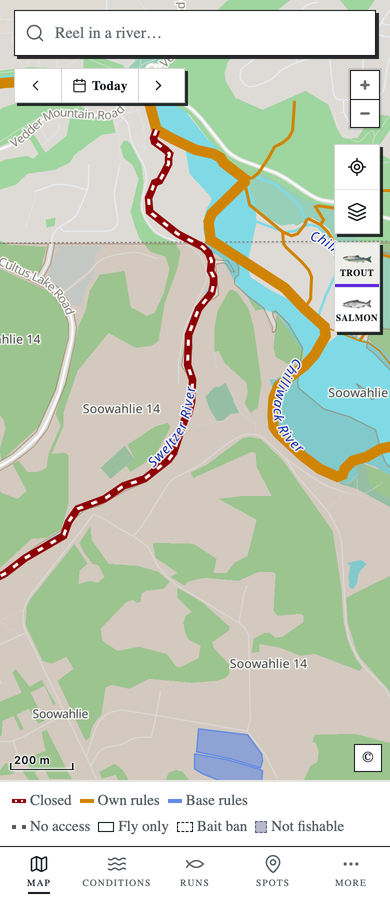 Reel in a river…
Today
Vedder Mountain Road
Cultus Lake Road
TROUT
SALMON
hlie 14
Soowahlie
Soowahlie 14
Sweltzer River
Chilliwack River
Soowahlie 14
Soowahlie
200 m
©
Closed
Own rules
Base rules
No access
Fly only
Bait ban
Not fishable
MAP
CONDITIONS
RUNS
SPOTS
MORE